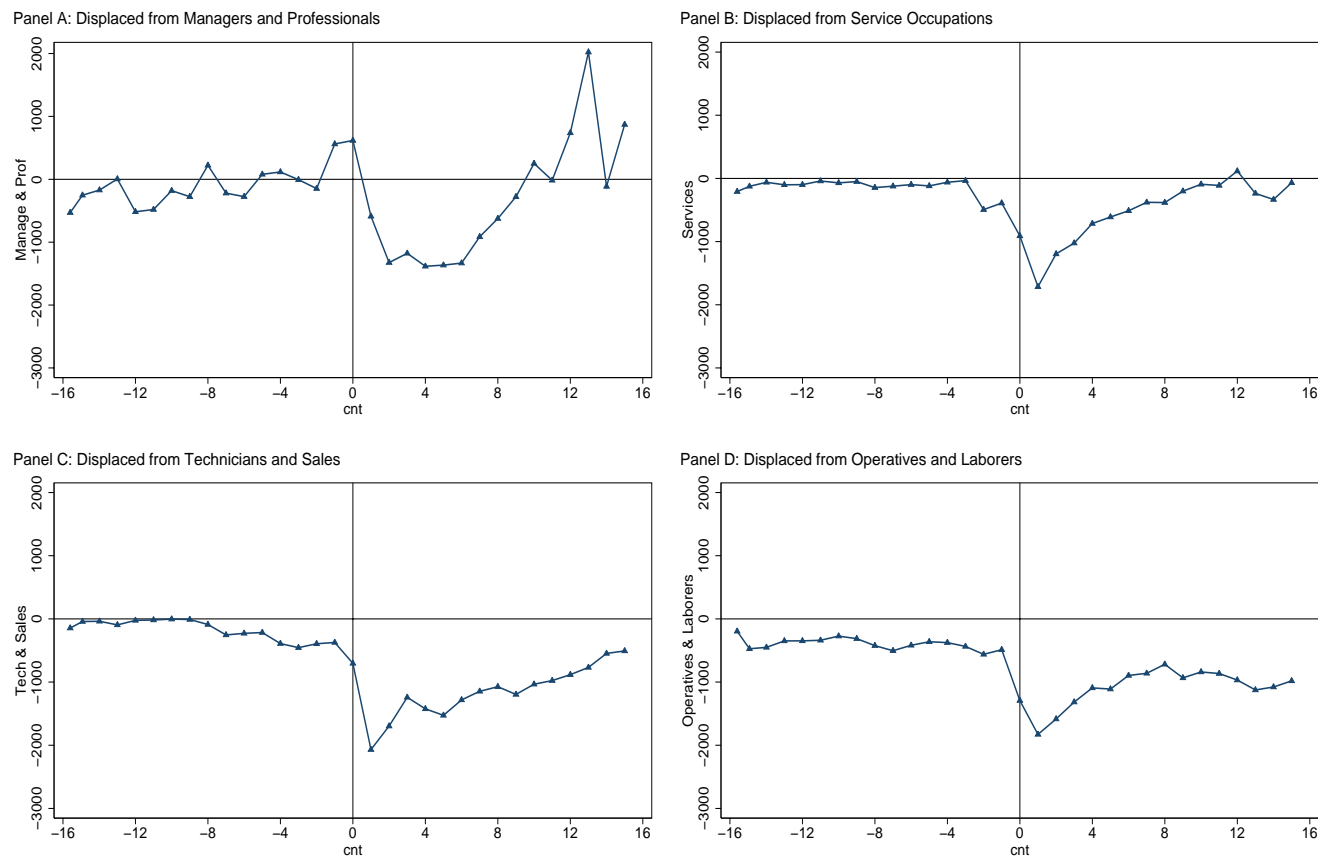 Panel A: Displaced from Managers and Professionals
Manage & Prof
2000
1000
0
−1000
−2000
−3000
−16 −12 −8 −4 0 4 8 12 16
cnt
Panel B: Displaced from Service Occupations
Services
2000
1000
0
−1000
−2000
−3000
−16 −12 −8 −4 0 4 8 12 16
cnt
Panel C: Displaced from Technicians and Sales
Tech & Sales
2000
1000
0
−1000
−2000
−3000
−16 −12 −8 −4 0 4 8 12 16
cnt
Panel D: Displaced from Operatives and Laborers
Operatives & Laborers
2000
1000
0
−1000
−2000
−3000
−16 −12 −8 −4 0 4 8 12 16
cnt